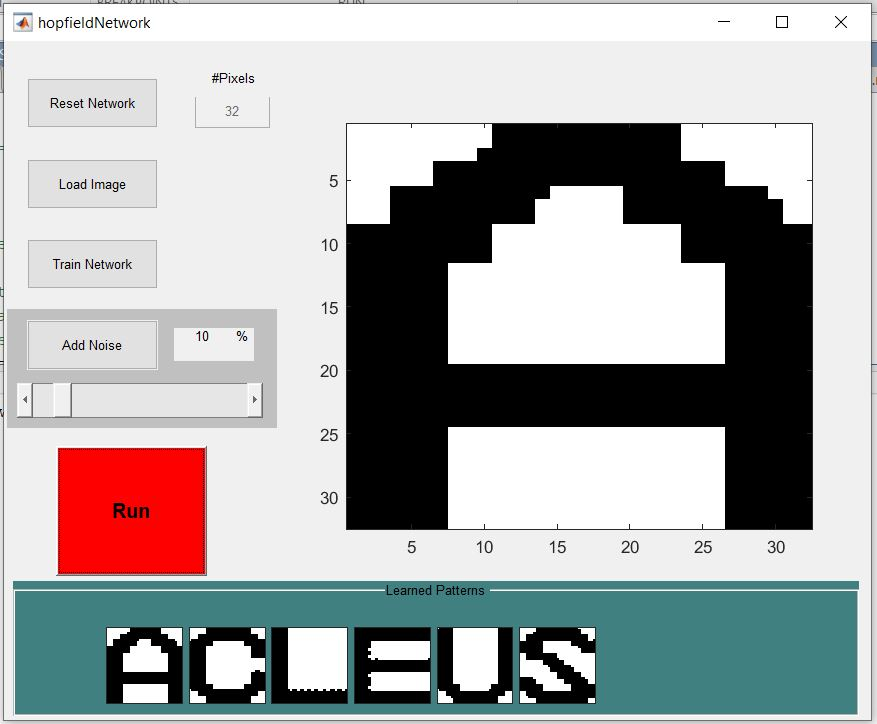 hopfieldNetwork
Reset Network
#Pixels
32
Load Image
Train Network
Add Noise
10 %
Run
5
10
15
20
25
30
5 10 15 20 25 30
Learned Patterns
A C L E U S